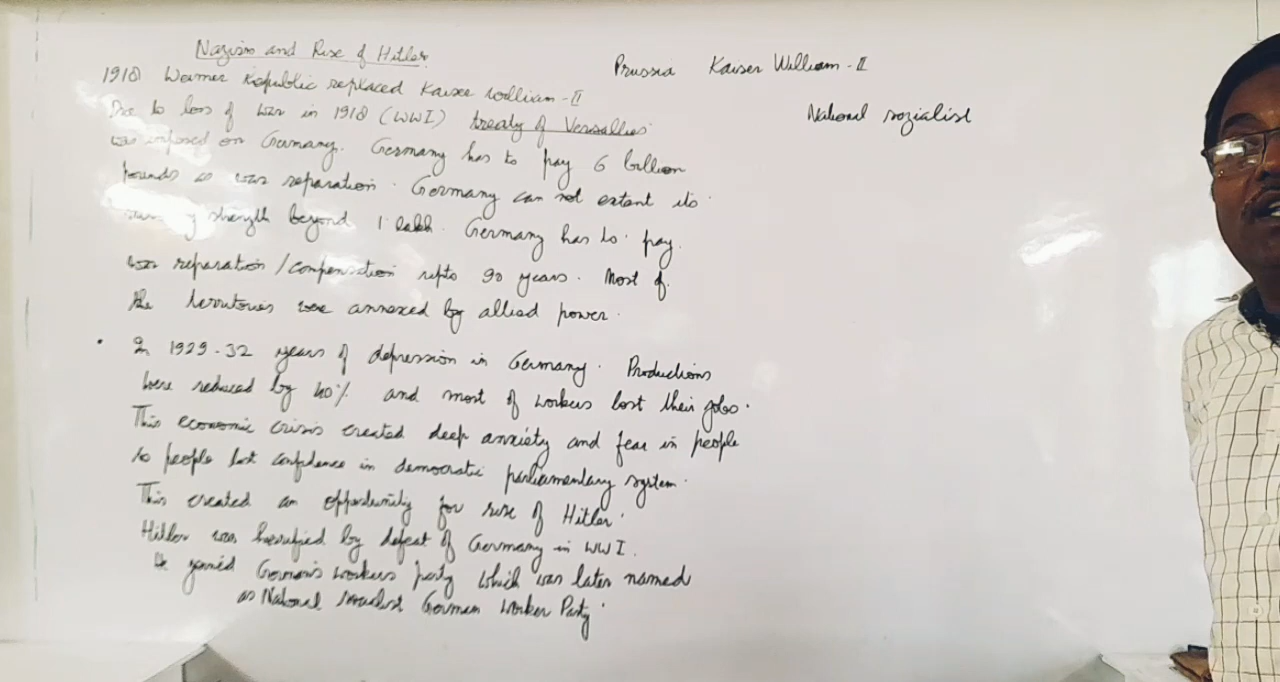 Nazism and Rise of Hitler
1918 Weimer Republic replaced Kaiser William - II
Due to loss of war in 1918 (WWI) treaty of Versallies
was imposed on Germany. Germany has to pay 6 billion
pounds as war reparation. Germany can not extant its
strength beyond 1 lakh. Germany has to pay
war reparation / compensation upto 90 years. Most of
the territories were annexed by allied power.
• In 1929-32 years of depression in Germany. Productions
were reduced by 40% and most of workers lost their jobs.
This economic crisis created deep anxiety and fear in people
so people lost confidence in democratic parliamentary system.
This created an opportunity for rise of Hitler.
Hitler was horrified by defeat of Germany in WWI.
He joined German's workers party which was later named
as National Socialist German Worker Party.
Prussia Kaiser William - II
National sozialist